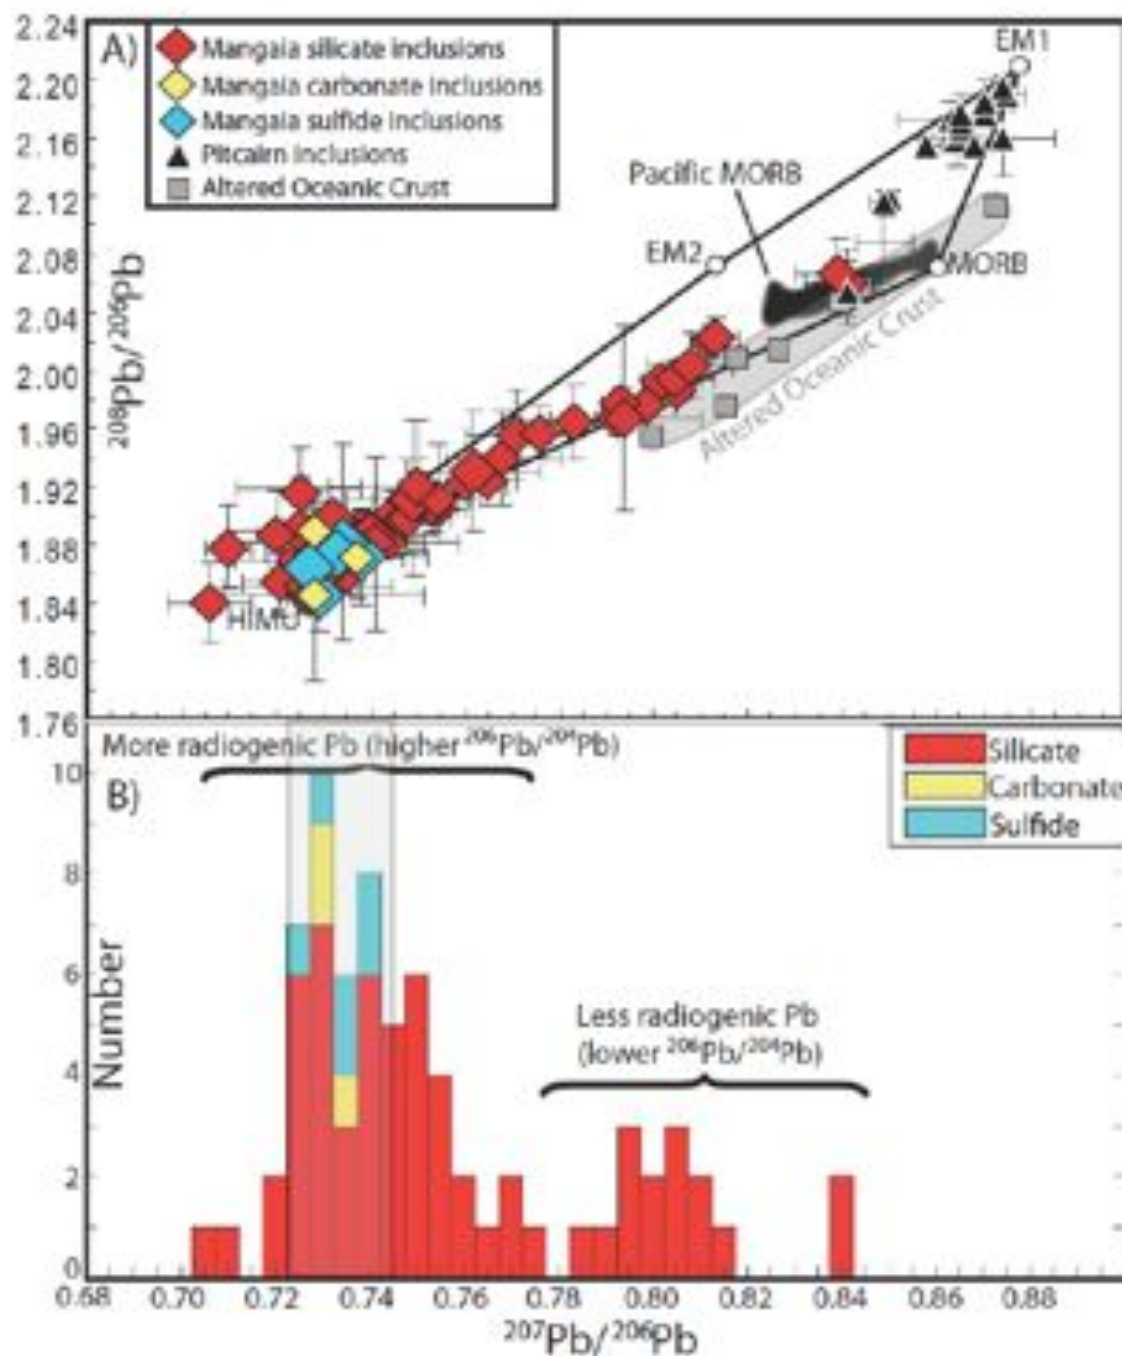 A)
Mangaia silicate inclusions
Mangaia carbonate inclusions
Mangaia sulfide inclusions
Pitcairn inclusions
Altered Oceanic Crust
2.24
2.20
2.16
2.12
2.08
2.04
2.00
1.96
1.92
1.88
1.84
1.80
1.76
²⁰⁸Pb/²⁰⁶Pb
EM1
Pacific MORB
EM2
MORB
Altered Oceanic Crust
HIMU
More radiogenic Pb (higher ²⁰⁶Pb/²⁰⁴Pb)
B)
Silicate
Carbonate
Sulfide
10
8
6
4
2
0
Number
Less radiogenic Pb
(lower ²⁰⁶Pb/²⁰⁴Pb)
0.68 0.70 0.72 0.74 0.76 0.78 0.80 0.82 0.84 0.86 0.88
²⁰⁷Pb/²⁰⁶Pb